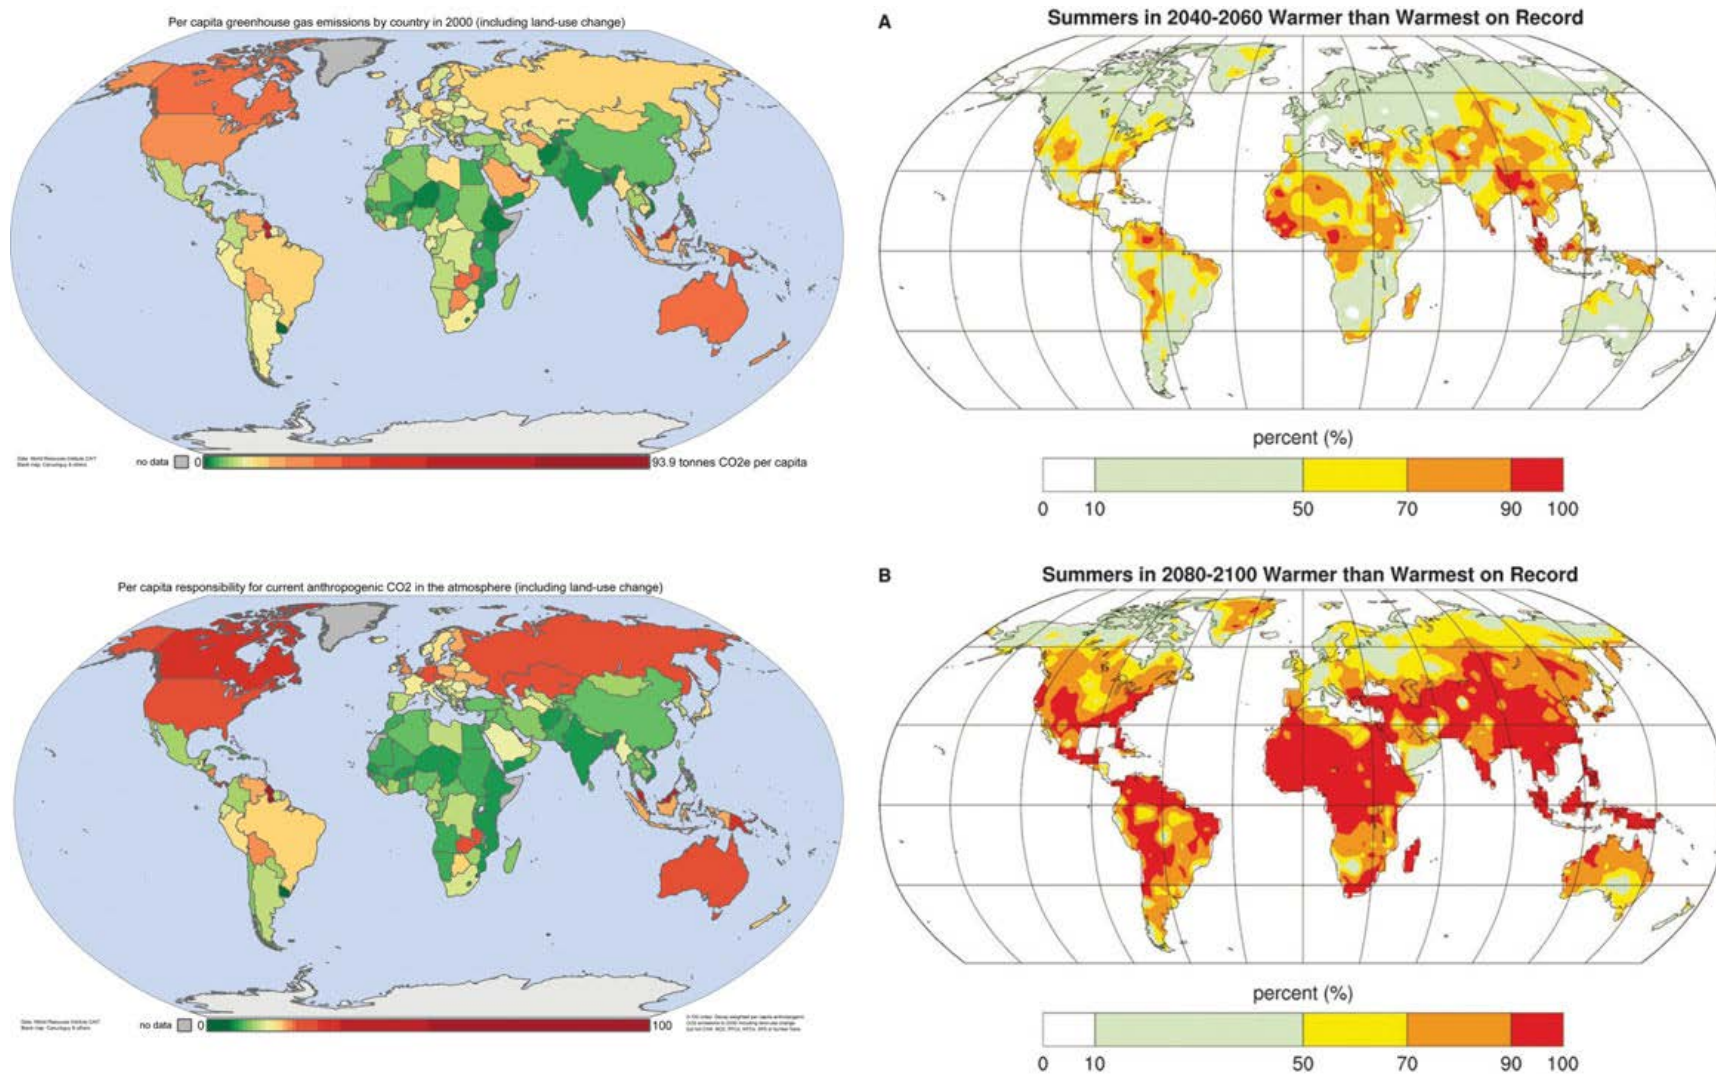 Per capita greenhouse gas emissions by country in 2000 (including land-use change)
no data 0 93.9 tonnes CO2e per capita
A Summers in 2040-2060 Warmer than Warmest on Record
percent (%)
0 10 50 70 90 100
Per capita responsibility for current anthropogenic CO2 in the atmosphere (including land-use change)
no data 0 100
B Summers in 2080-2100 Warmer than Warmest on Record
percent (%)
0 10 50 70 90 100